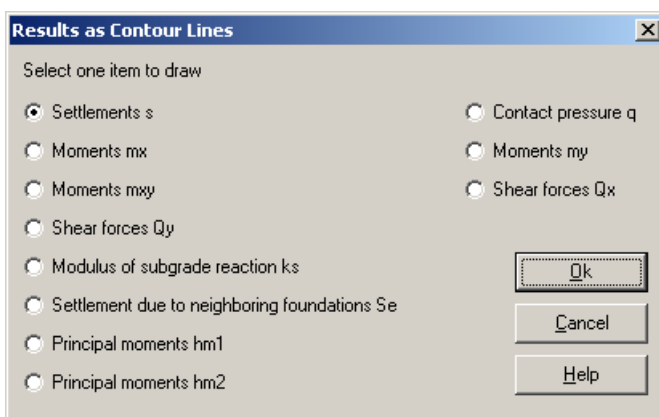 Results as Contour Lines
Select one item to draw
Settlements s
Contact pressure q
Moments mx
Moments my
Moments mxy
Shear forces Qx
Shear forces Qy
Modulus of subgrade reaction ks
Settlement due to neighboring foundations Se
Principal moments hm1
Principal moments hm2
Ok
Cancel
Help